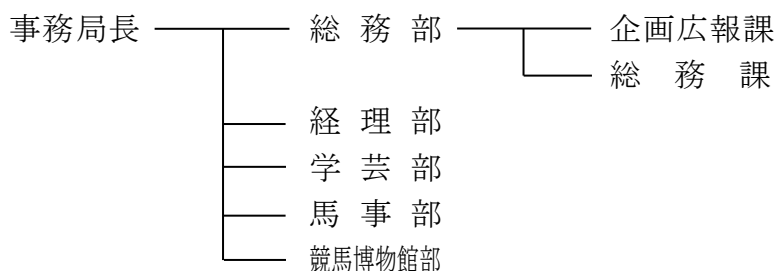 事務局長 総務部 企画広報課
総務課
経理部
学芸部
馬事部
競馬博物館部